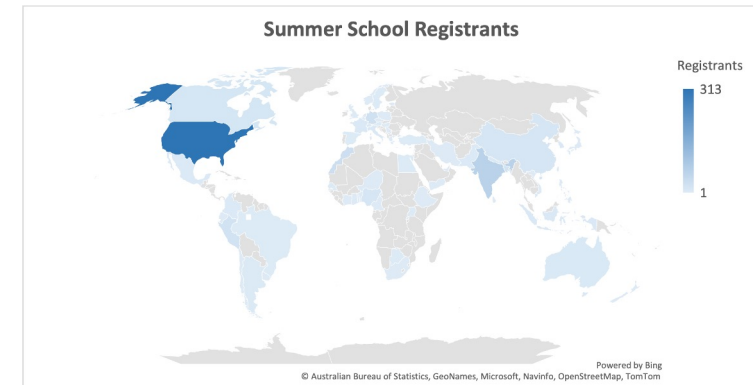 Summer School Registrants
Registrants
313
1
Powered by Bing
© Australian Bureau of Statistics, GeoNames, Microsoft, Navinfo, OpenStreetMap, TomTom